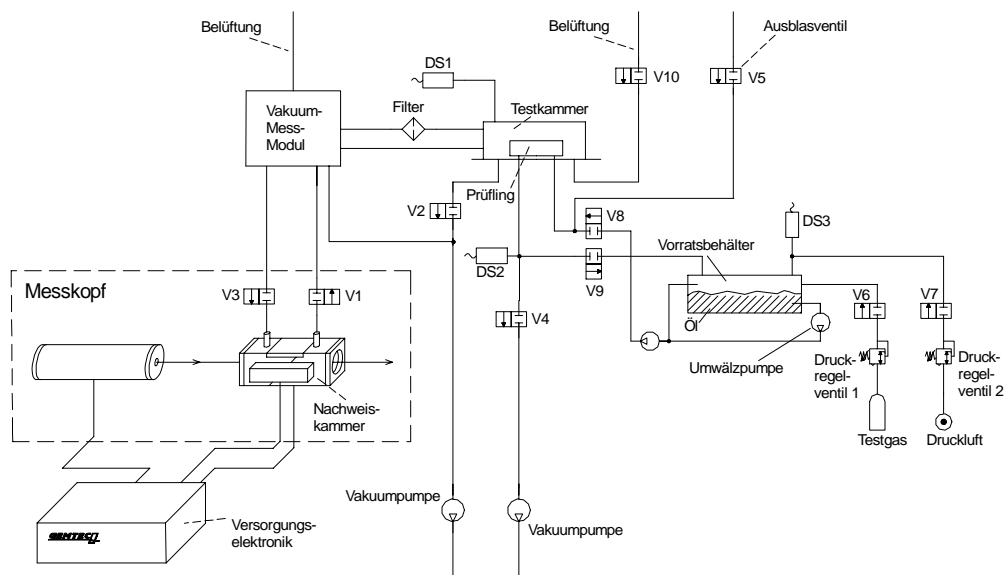 Belüftung
Belüftung
Ausblasventil
DS1
V10
V5
Filter
Testkammer
Vakuum-
Mess-
Modul
Prüfling
V2
V8
DS3
DS2
Vorratsbehälter
V9
Messkopf
V3
V1
V4
V6
V7
Öl
Umwälzpumpe
Druck-
regel-
ventil 1
Druck-
regel-
ventil 2
Nachweis-
kammer
Testgas
Druckluft
Vakuumpumpe
Vakuumpumpe
Versorgungs-
elektronik